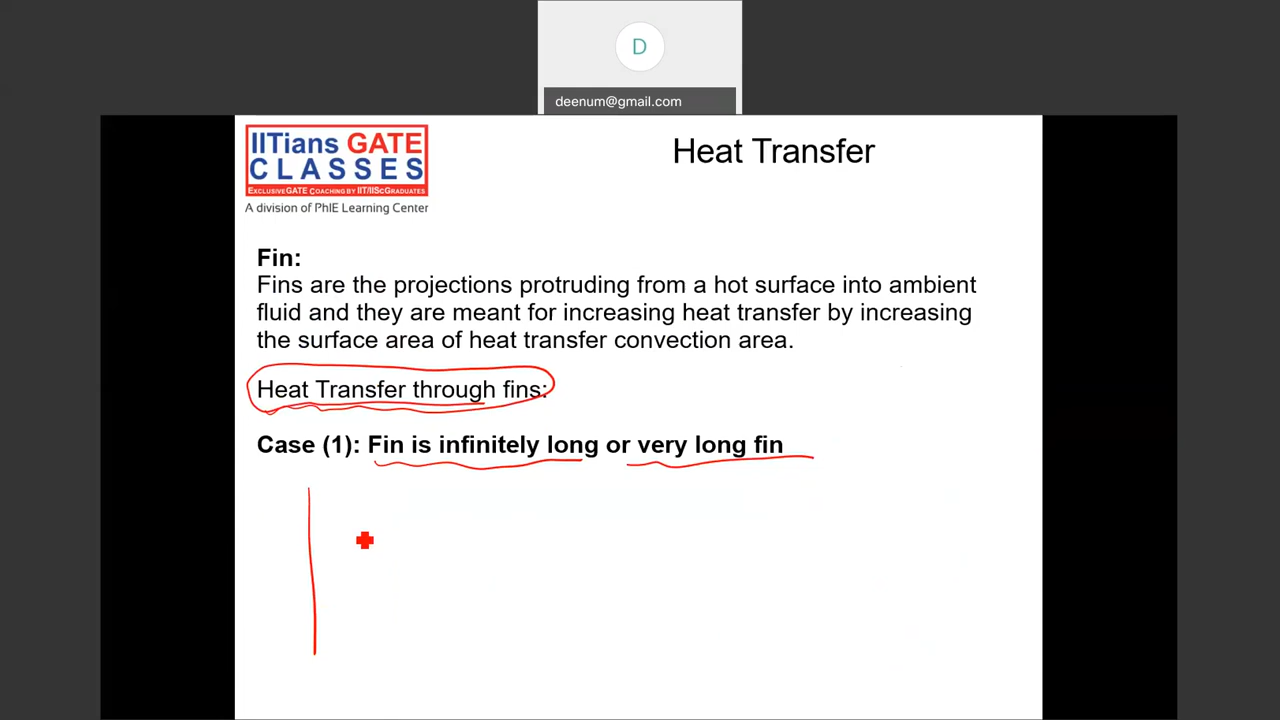 D
deenum@gmail.com
IITians GATE
CLASSES
EXCLUSIVE GATE COACHING BY IIT/IISc GRADUATES
A division of PhIE Learning Center
Heat Transfer
Fin:
Fins are the projections protruding from a hot surface into ambient
fluid and they are meant for increasing heat transfer by increasing
the surface area of heat transfer convection area.
Heat Transfer through fins:
Case (1): Fin is infinitely long or very long fin